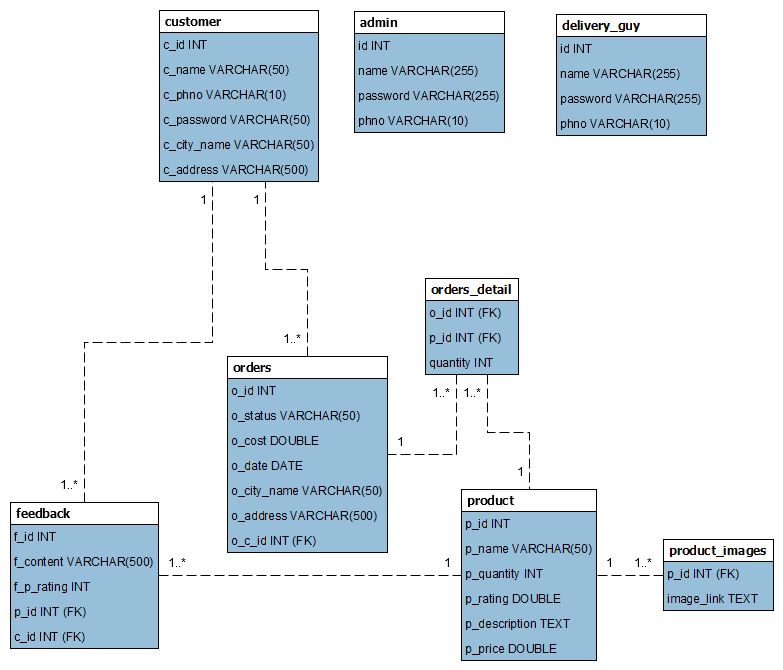 customer
c_id INT
c_name VARCHAR(50)
c_phno VARCHAR(10)
c_password VARCHAR(50)
c_city_name VARCHAR(50)
c_address VARCHAR(500)
admin
id INT
name VARCHAR(255)
password VARCHAR(255)
phno VARCHAR(10)
delivery_guy
id INT
name VARCHAR(255)
password VARCHAR(255)
phno VARCHAR(10)
1
1
orders_detail
o_id INT (FK)
p_id INT (FK)
quantity INT
1..*
1..*
1..*
orders
o_id INT
o_status VARCHAR(50)
o_cost DOUBLE
o_date DATE
o_city_name VARCHAR(50)
o_address VARCHAR(500)
o_c_id INT (FK)
1
1
1..*
feedback
f_id INT
f_content VARCHAR(500)
f_p_rating INT
p_id INT (FK)
c_id INT (FK)
1..*
1
product
p_id INT
p_name VARCHAR(50)
p_quantity INT
p_rating DOUBLE
p_description TEXT
p_price DOUBLE
1
1..*
product_images
p_id INT (FK)
image_link TEXT